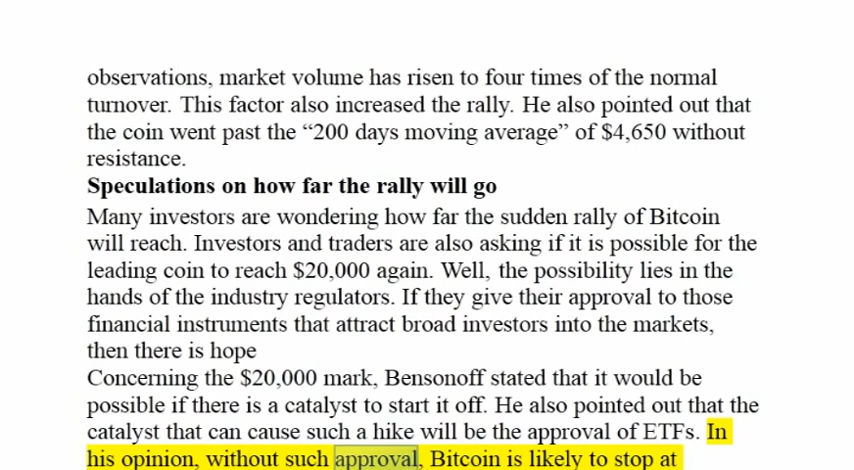 observations, market volume has risen to four times of the normal
turnover. This factor also increased the rally. He also pointed out that
the coin went past the “200 days moving average” of $4,650 without
resistance.
Speculations on how far the rally will go
Many investors are wondering how far the sudden rally of Bitcoin
will reach. Investors and traders are also asking if it is possible for the
leading coin to reach $20,000 again. Well, the possibility lies in the
hands of the industry regulators. If they give their approval to those
financial instruments that attract broad investors into the markets,
then there is hope
Concerning the $20,000 mark, Bensonoff stated that it would be
possible if there is a catalyst to start it off. He also pointed out that the
catalyst that can cause such a hike will be the approval of ETFs. In
his opinion, without such approval, Bitcoin is likely to stop at